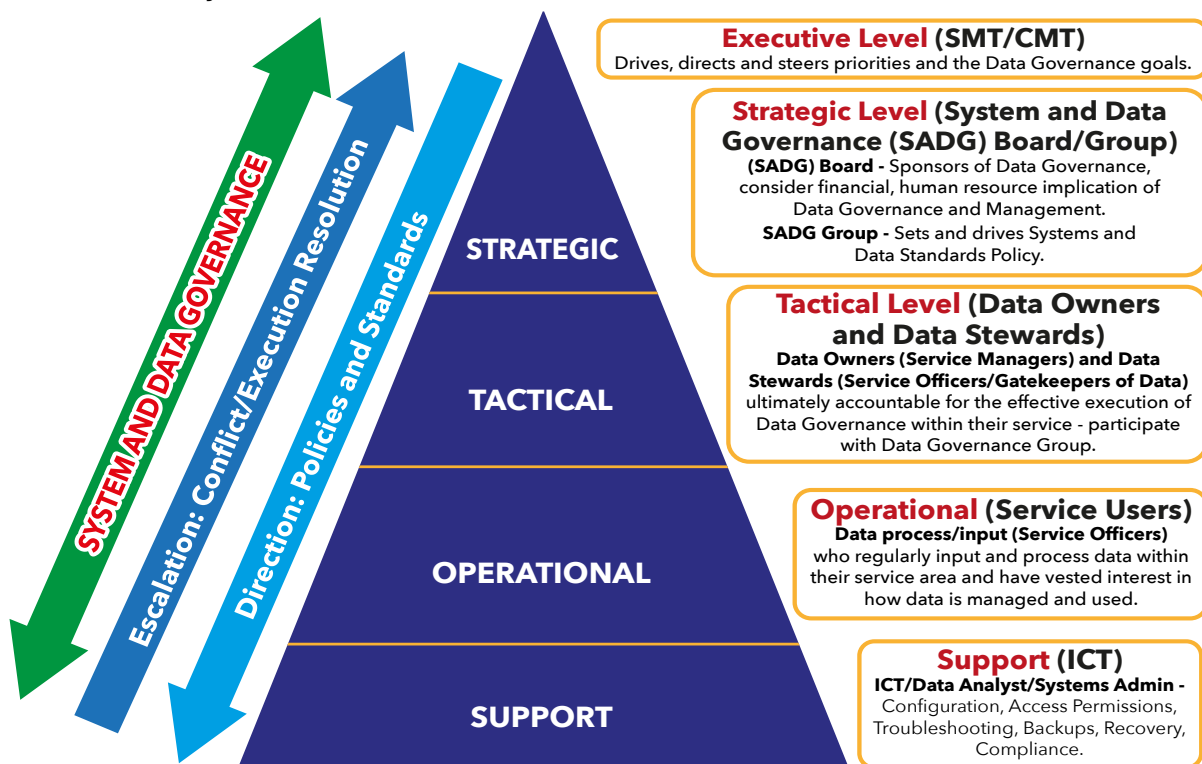 SYSTEM AND DATA GOVERNANCE
Escalation: Conflict/Execution Resolution
Direction: Policies and Standards
STRATEGIC
TACTICAL
OPERATIONAL
SUPPORT
Executive Level (SMT/CMT)
Drives, directs and steers priorities and the Data Governance goals.
Strategic Level (System and Data
Governance (SADG) Board/Group)
(SADG) Board - Sponsors of Data Governance,
consider financial, human resource implication of
Data Governance and Management.
SADG Group - Sets and drives Systems and
Data Standards Policy.
Tactical Level (Data Owners
and Data Stewards)
Data Owners (Service Managers) and Data
Stewards (Service Officers/Gatekeepers of Data)
ultimately accountable for the effective execution of
Data Governance within their service - participate
with Data Governance Group.
Operational (Service Users)
Data process/input (Service Officers)
who regularly input and process data within
their service area and have vested interest in
how data is managed and used.
Support (ICT)
ICT/Data Analyst/Systems Admin -
Configuration, Access Permissions,
Troubleshooting, Backups, Recovery,
Compliance.